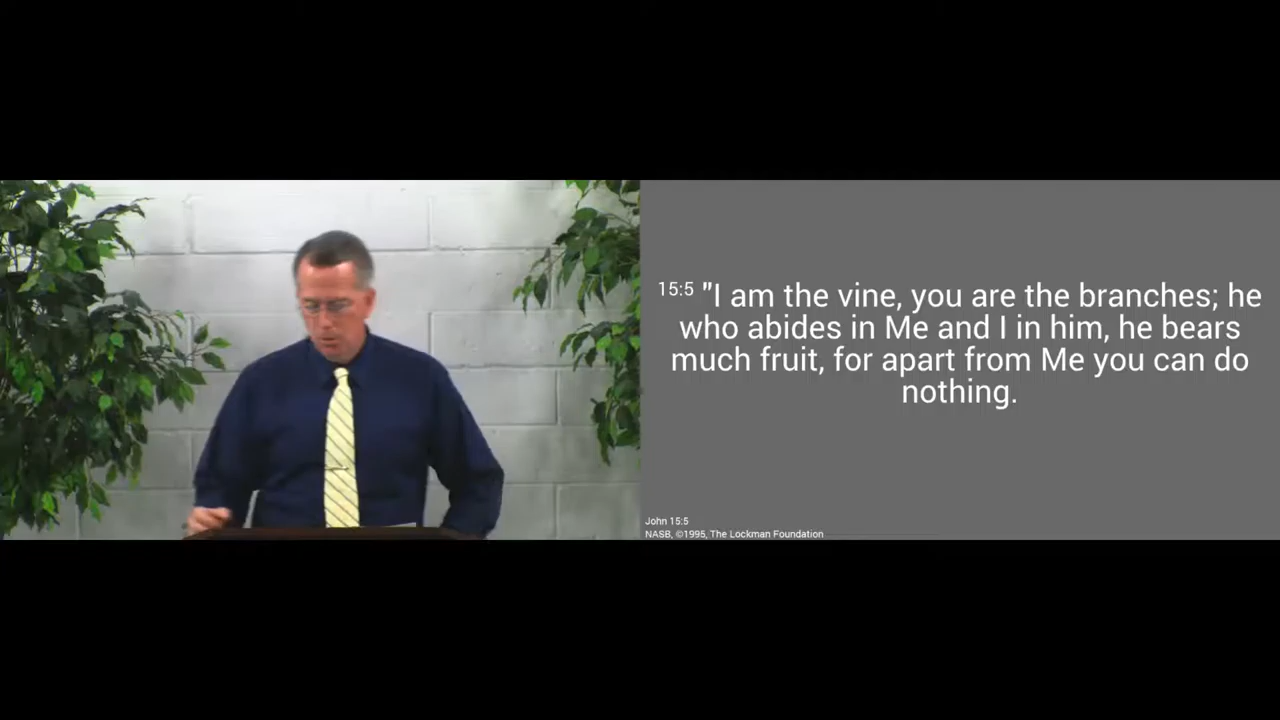 15:5 "I am the vine, you are the branches; he
who abides in Me and I in him, he bears
much fruit, for apart from Me you can do
nothing.
John 15:5
NASB, ©1995, The Lockman Foundation